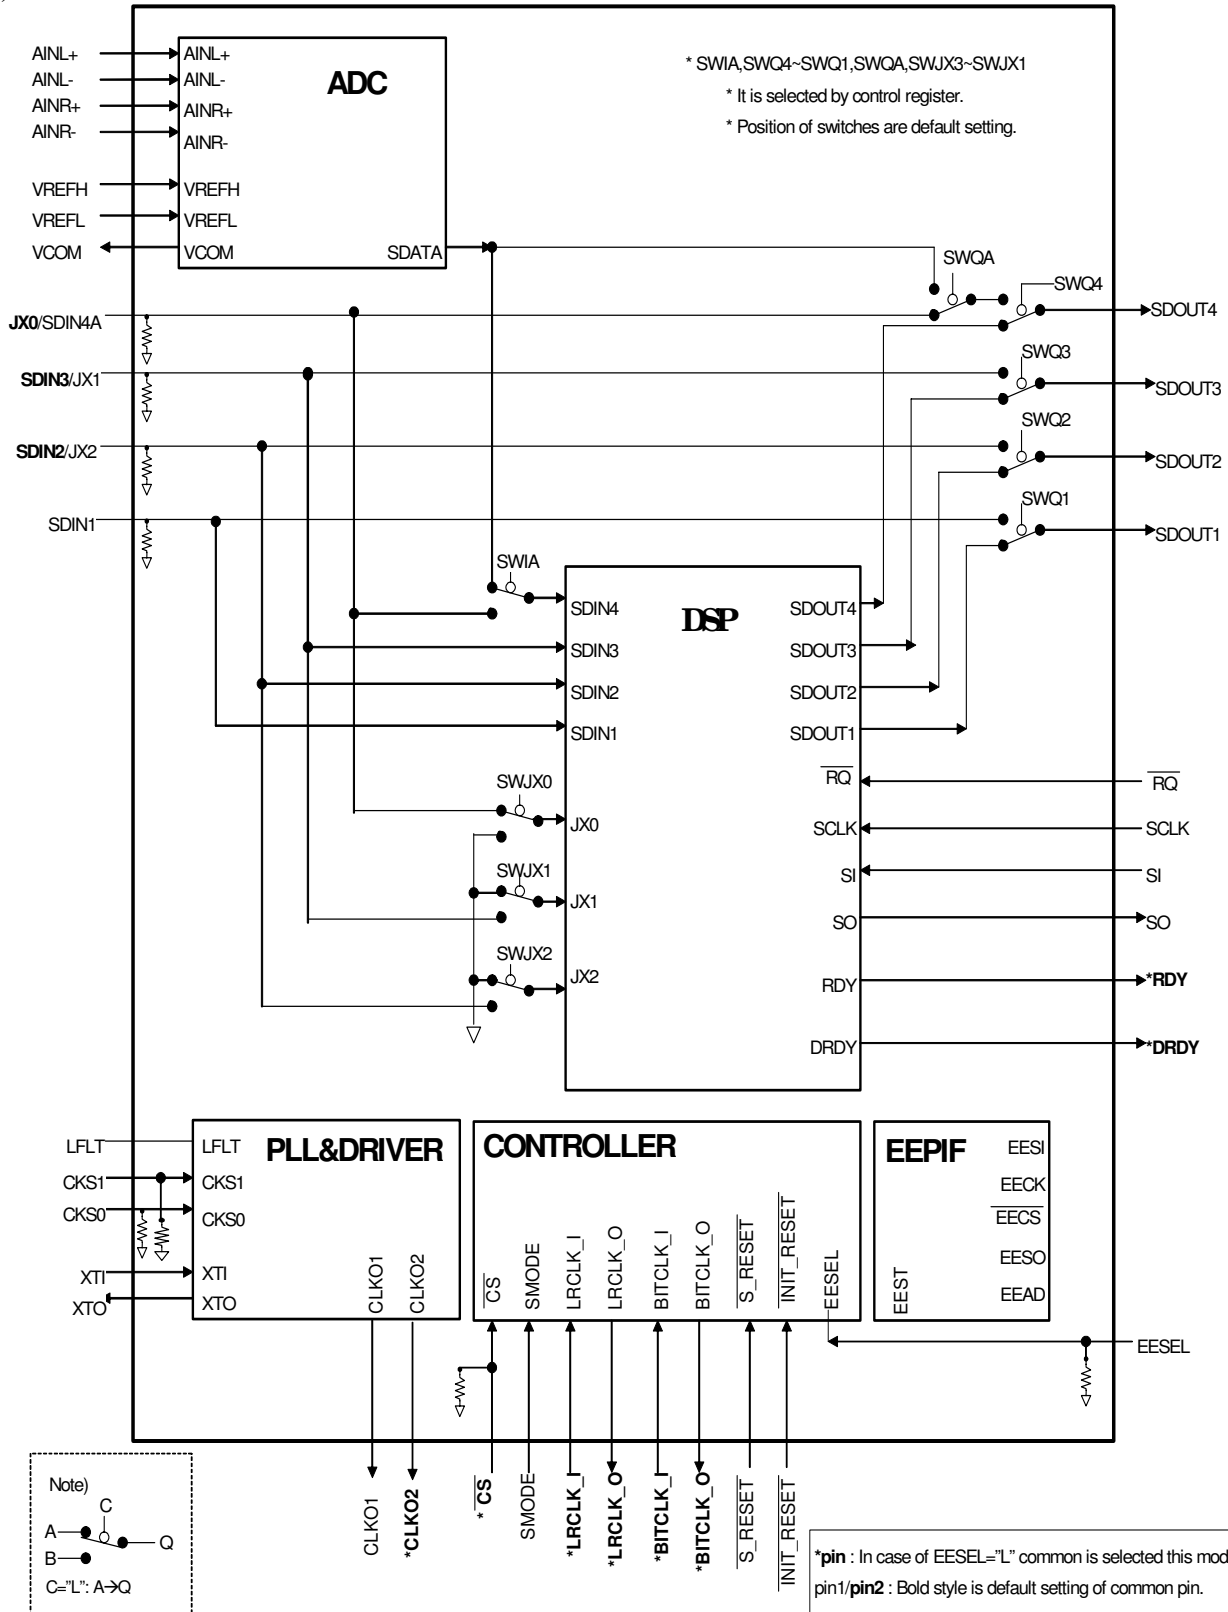 ADC
* SWIA,SWQ4~SWQ1,SWQA,SWJX3~SWJX1
* It is selected by control register.
* Position of switches are default setting.
AINL+ AINL+
AINL- AINL-
AINR+ AINR+
AINR- AINR-
VREFH VREFH
VREFL VREFL
VCOM VCOM SDATA
SWQA
SWQ4
JX0/SDIN4A SDOUT4
SWQ3
SDIN3/JX1 SDOUT3
SWQ2
SDIN2/JX2 SDOUT2
SWQ1
SDIN1 SDOUT1
SWIA
DSP
SDIN4 SDOUT4
SDIN3 SDOUT3
SDIN2 SDOUT2
SDIN1 SDOUT1
SWJX0
RQ RQ
JX0 SCLK SCLK
SWJX1
SI SI
JX1
SO SO
SWJX2
JX2 RDY *RDY
DRDY *DRDY
PLL&DRIVER
LFLT LFLT
CKS1 CKS1
CKS0 CKS0
XTI XTI
XTO XTO
CLKO1
CLKO2
CONTROLLER
CS
SMODE
LRCLK_I
LRCLK_O
BITCLK_I
BITCLK_O
S_RESET
INIT_RESET
EESEL
EEPIF
EESI
EECK
EECS
EESO
EEAD
EEST
EESEL
CLKO1
*CLKO2
* CS
SMODE
*LRCLK_I
*LRCLK_O
*BITCLK_I
*BITCLK_O
S_RESET
INIT_RESET
Note)
C
A Q
B
C="L": A→Q
*pin : In case of EESEL="L" common is selected this mod
pin1/pin2 : Bold style is default setting of common pin.